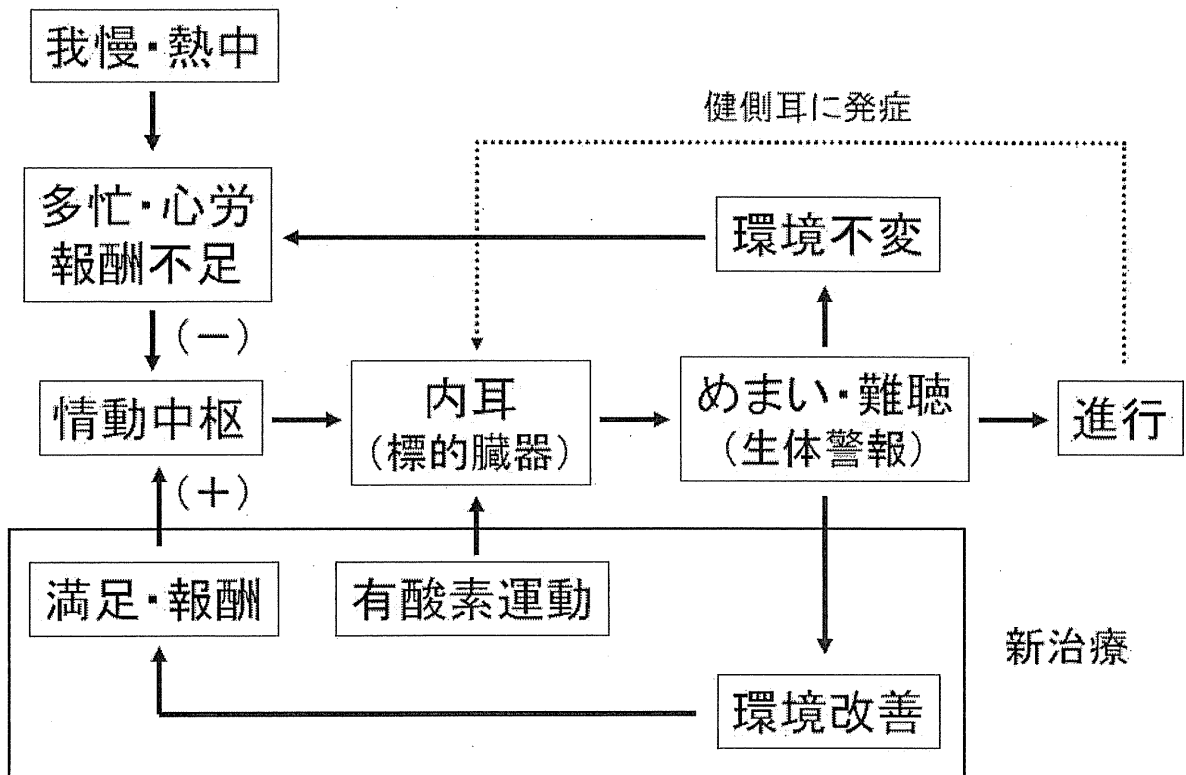 我慢・熱中
健側耳に発症
多忙・心労
報酬不足
環境不変
（－）
情動中枢
内耳
（標的臓器）
めまい・難聴
（生体警報）
進行
（＋）
満足・報酬
有酸素運動
新治療
環境改善